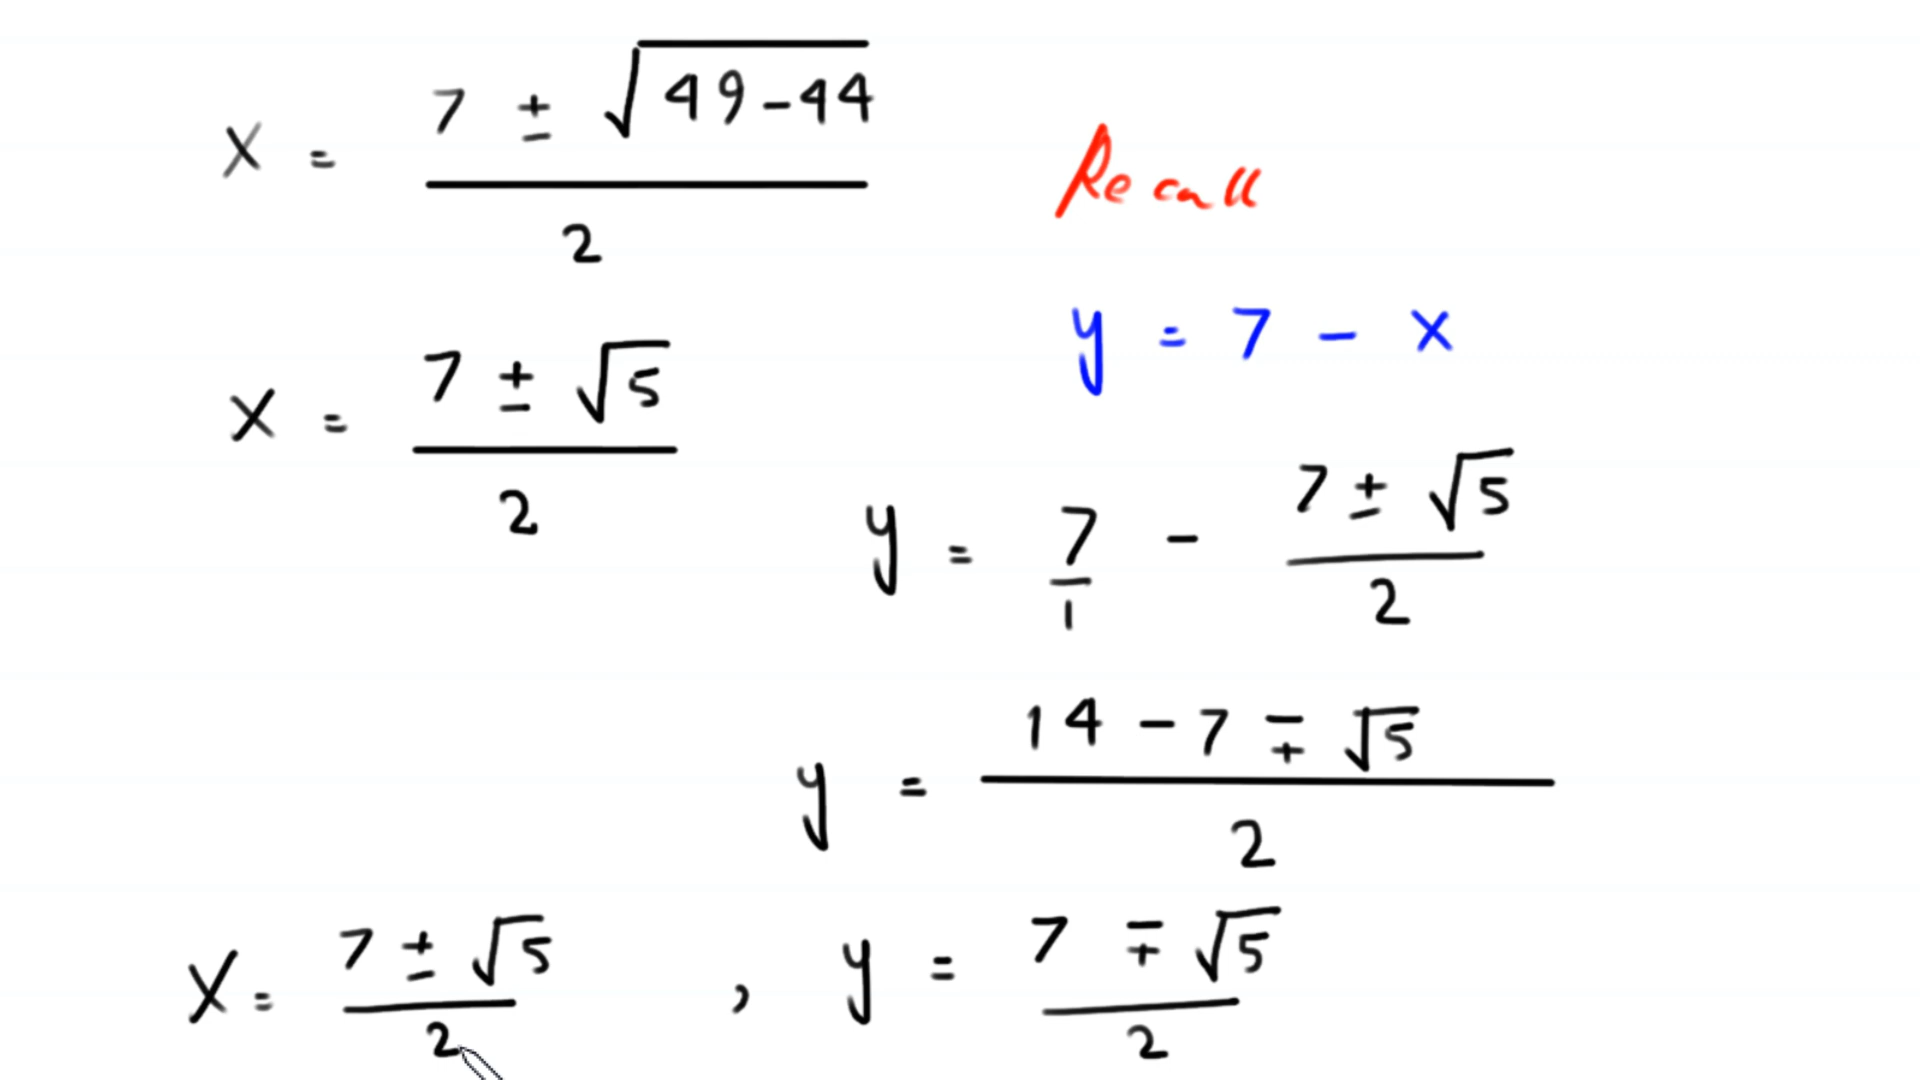 x = (7 ± √(49-44))/2
Recall
y = 7 - x
x = (7 ± √5)/2
y = 7/1 - (7 ± √5)/2
y = (14 - 7 ∓ √5)/2
x = (7 ± √5)/2 , y = (7 ∓ √5)/2